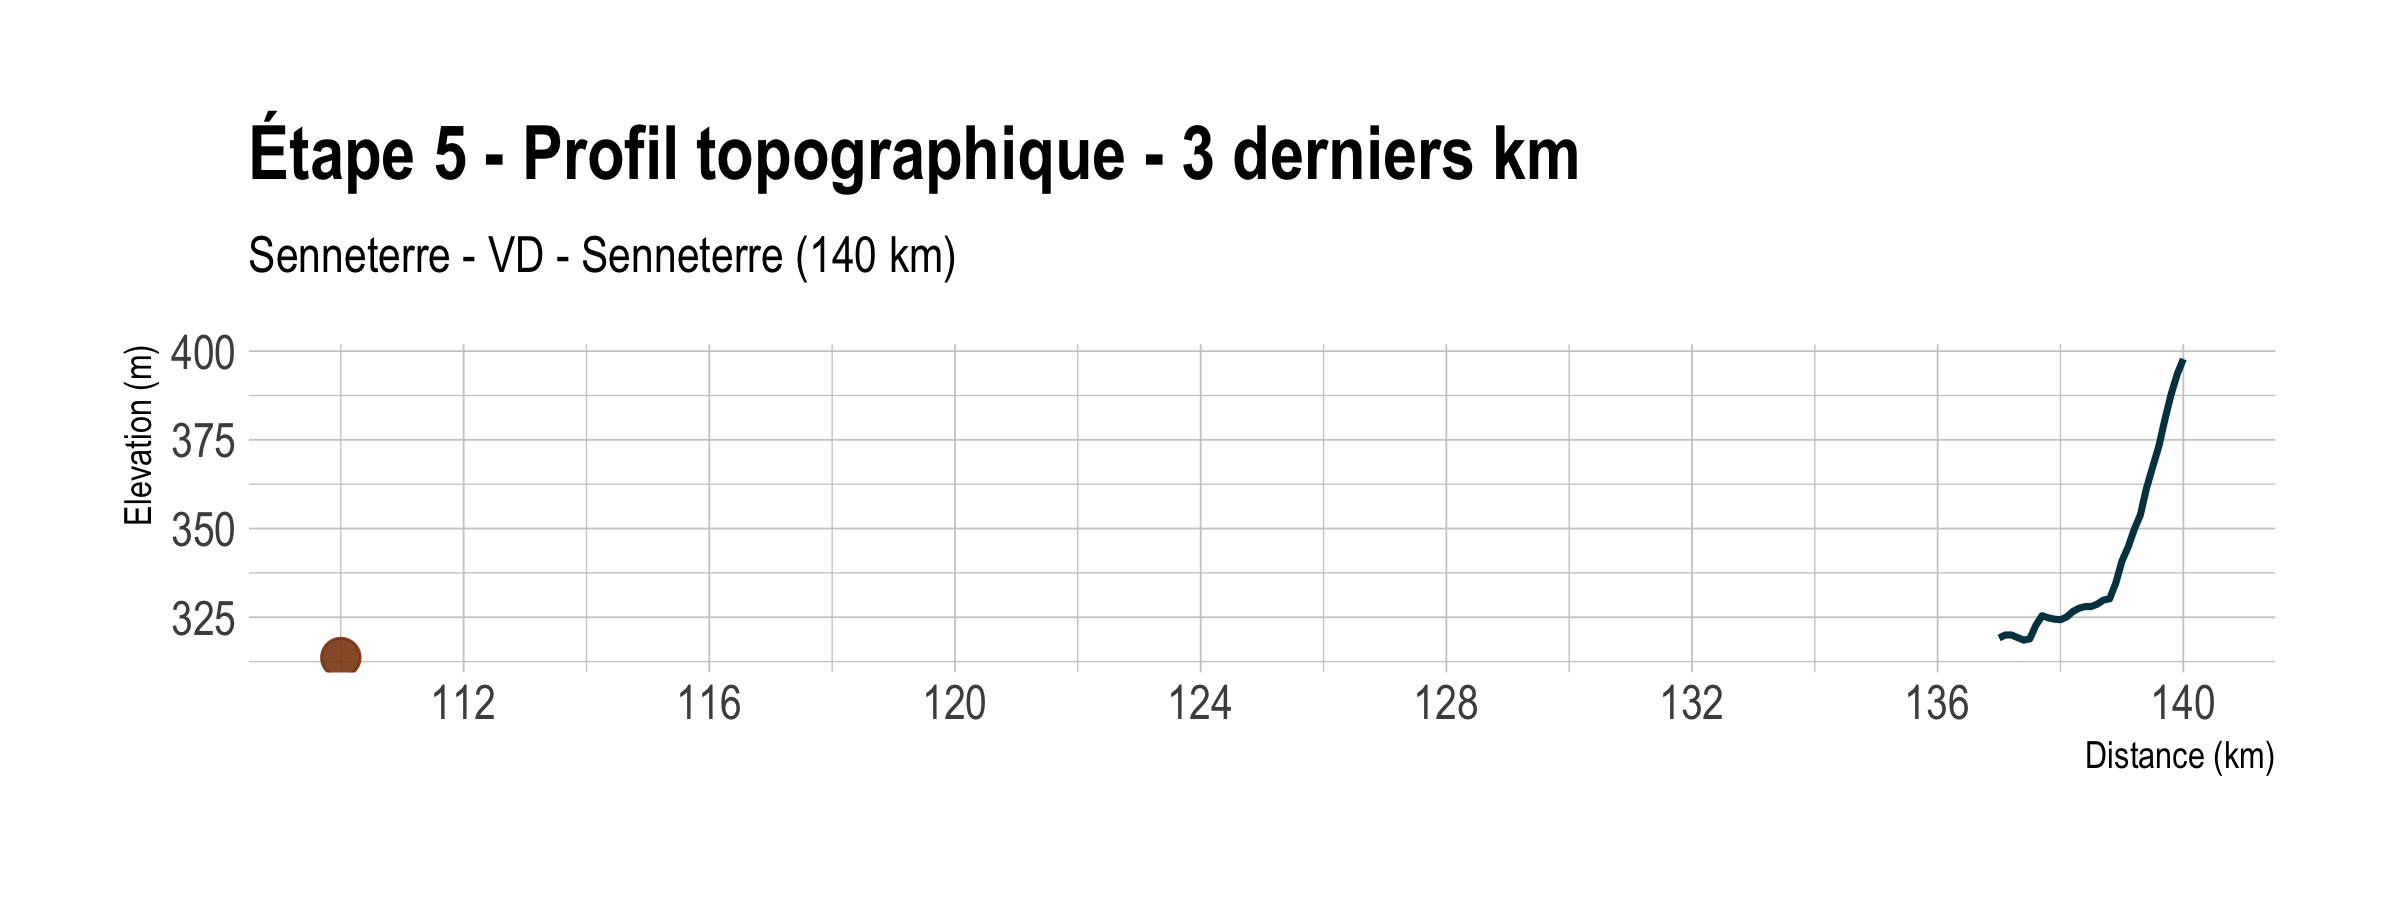 Étape 5 - Profil topographique - 3 derniers km
Senneterre - VD - Senneterre (140 km)
Elevation (m)
400
375
350
325
112 116 120 124 128 132 136 140
Distance (km)